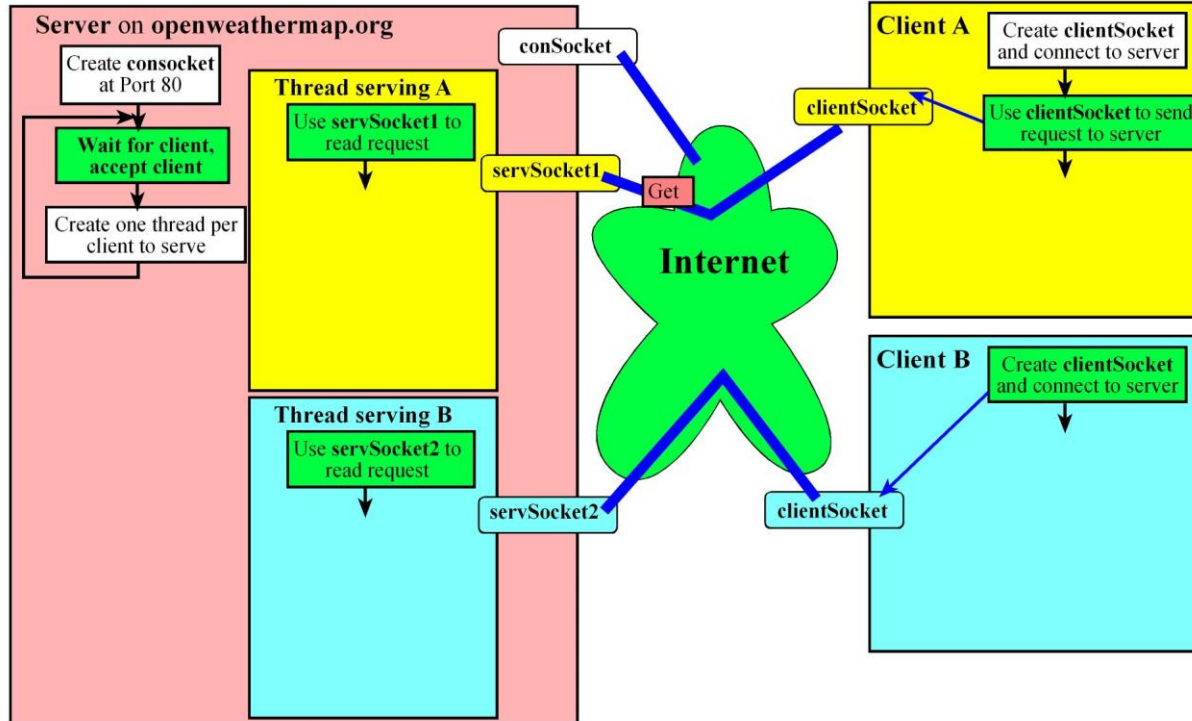 Server on openweathermap.org
Create consocket
at Port 80
Wait for client,
accept client
Create one thread per
client to serve
Thread serving A
Use servSocket1 to
read request
Thread serving B
Use servSocket2 to
read request
conSocket
servSocket1
Get
Internet
servSocket2
clientSocket
clientSocket
Client A
Create clientSocket
and connect to server
Use clientSocket to send
request to server
Client B
Create clientSocket
and connect to server